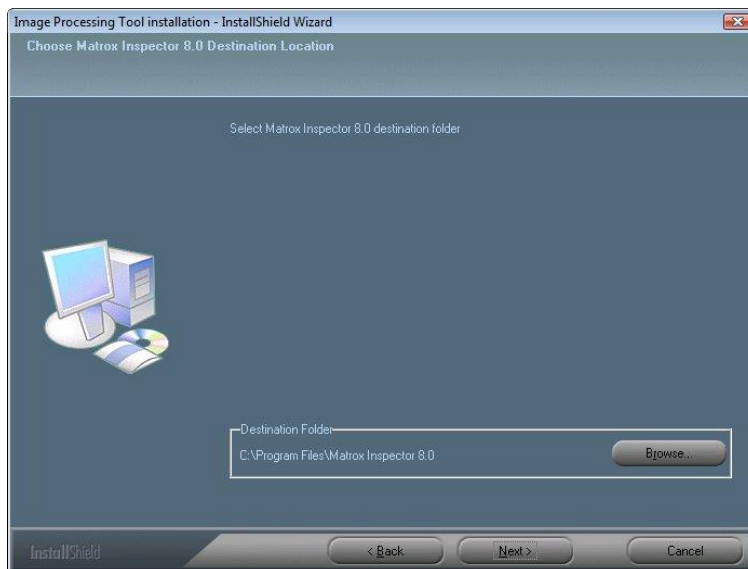 Image Processing Tool installation - InstallShield Wizard
Choose Matrox Inspector 8.0 Destination Location
Select Matrox Inspector 8.0 destination folder
Destination Folder
C:\Program Files\Matrox Inspector 8.0
Browse...
InstallShield
< Back
Next >
Cancel